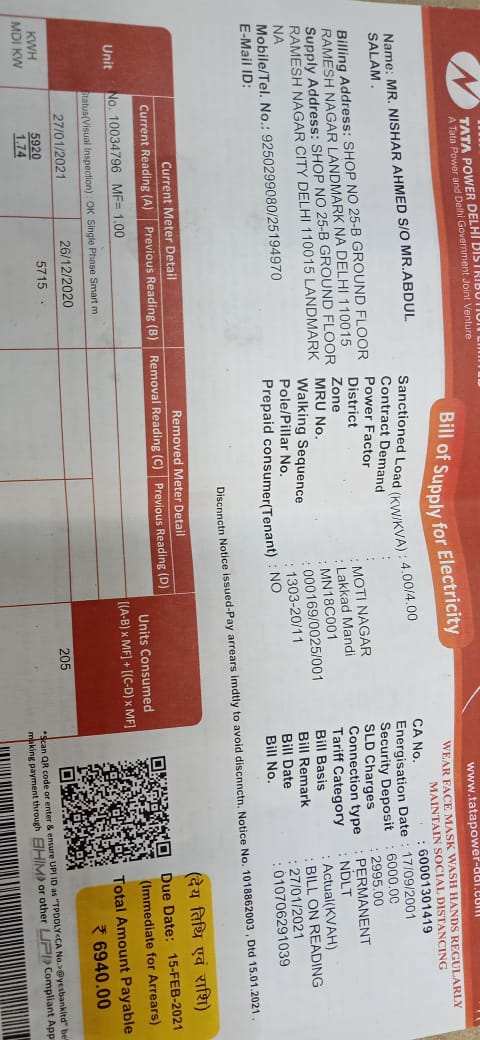 TATA POWER DELHI DISTRIBUTION LIMITED
A Tata Power and Delhi Government Joint Venture
www.tatapower-ddl.com
Bill of Supply for Electricity
WEAR FACE MASK WASH HANDS REGULARLY
MAINTAIN SOCIAL DISTANCING
Name: MR. NISHAR AHMED S/O MR.ABDUL
SALAM .
Billing Address: SHOP NO 25-B GROUND FLOOR
RAMESH NAGAR LANDMARK NA DELHI 110015
Supply Address: SHOP NO 25-B GROUND FLOOR
RAMESH NAGAR CITY DELHI 110015 LANDMARK
NA
Mobile/Tel. No.: 9250299080/25194970
E-Mail ID:
Sanctioned Load (KW/KVA) : 4.00/4.00
Contract Demand :
Power Factor :
District : MOTI NAGAR
Zone : Lakkad Mandi
MRU No. : MN18C001
Walking Sequence : 000169/0025/001
Pole/Pillar No. : 1303-20/11
Prepaid consumer(Tenant) : NO
CA No. : 60001301419
Energisation Date : 17/09/2001
Security Deposit : 6000.00
SLD Charges : 2995.00
Connection type : PERMANENT
Tariff Category : NDLT
Bill Basis : Actual(KVAH)
Bill Remark : BILL ON READING
Bill Date : 27/01/2021
Bill No. : 010706291039
Discnnctn Notice issued-Pay arrears imdtly to avoid discnnctn. Notice No. 1018862003 , Dtd 15.01.2021 .
Unit
Current Meter Detail
Removed Meter Detail
Current Reading (A) Previous Reading (B) Removal Reading (C) Previous Reading (D)
Units Consumed
[(A-B) x MF] + [(C-D) x MF]
No. 10034796 MF= 1.00
Status(Visual Inspection) : OK Single Phase Smart m
27/01/2021 26/12/2020 205
KWH 5920 5715
MDI KW 1.74
(देय तिथि एवं राशि)
Due Date: 15-FEB-2021
(Immediate for Arrears)
Total Amount Payable
₹ 6940.00
*Scan QR code or enter & ensure UPI ID as "TPDDLY<CA No.>@yesbankltd" be
making payment through BHIM or other UPI Compliant App